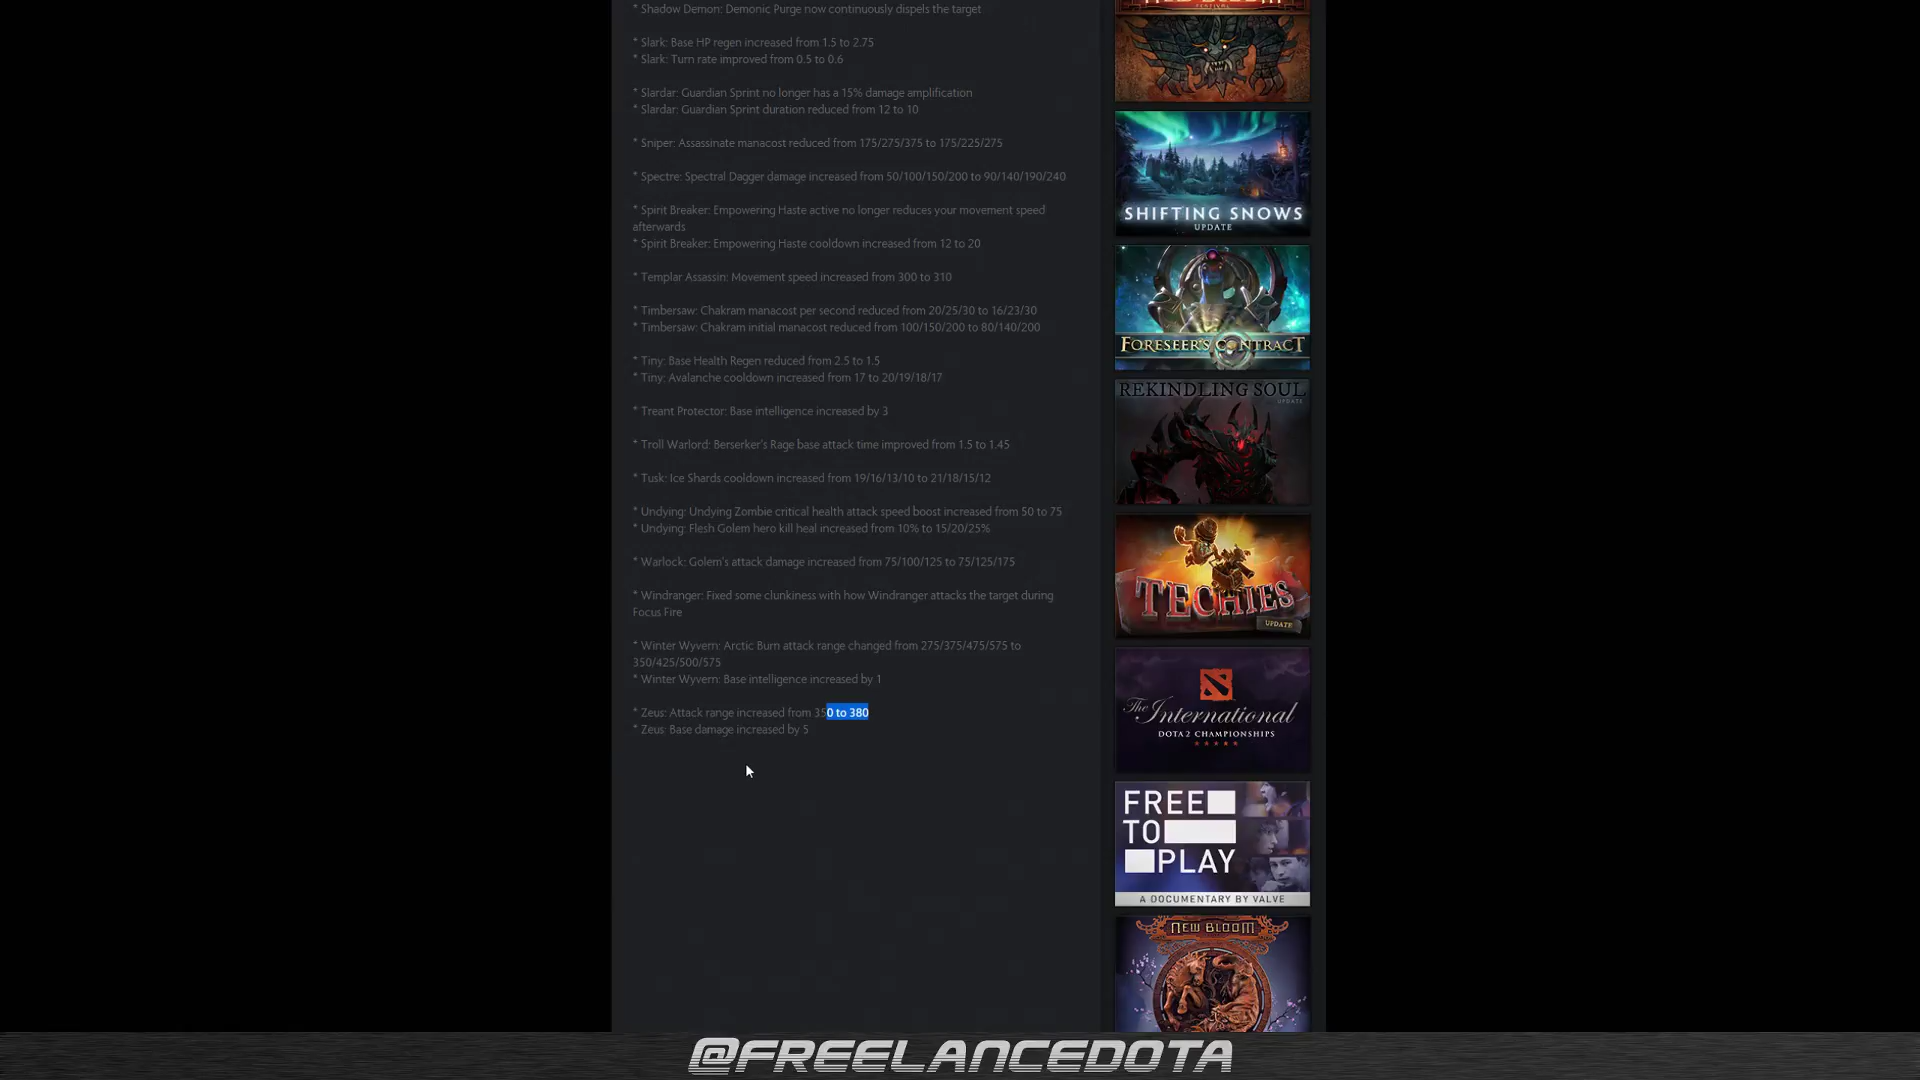 * Shadow Demon: Demonic Purge now continuously dispels the target
* Slark: Base HP regen increased from 1.5 to 2.75
* Slark: Turn rate improved from 0.5 to 0.6
* Slardar: Guardian Sprint no longer has a 15% damage amplification
* Slardar: Guardian Sprint duration reduced from 12 to 10
* Sniper: Assassinate manacost reduced from 175/275/375 to 175/225/275
* Spectre: Spectral Dagger damage increased from 50/100/150/200 to 90/140/190/240
* Spirit Breaker: Empowering Haste active no longer reduces your movement speed
afterwards
* Spirit Breaker: Empowering Haste cooldown increased from 12 to 20
* Templar Assassin: Movement speed increased from 300 to 310
* Timbersaw: Chakram manacost per second reduced from 20/25/30 to 16/23/30
* Timbersaw: Chakram initial manacost reduced from 100/150/200 to 80/140/200
* Tiny: Base Health Regen reduced from 2.5 to 1.5
* Tiny: Avalanche cooldown increased from 17 to 20/19/18/17
* Treant Protector: Base intelligence increased by 3
* Troll Warlord: Berserker's Rage base attack time improved from 1.5 to 1.45
* Tusk: Ice Shards cooldown increased from 19/16/13/10 to 21/18/15/12
* Undying: Undying Zombie critical health attack speed boost increased from 50 to 75
* Undying: Flesh Golem hero kill heal increased from 10% to 15/20/25%
* Warlock: Golem's attack damage increased from 75/100/125 to 75/125/175
* Windranger: Fixed some clunkiness with how Windranger attacks the target during
Focus Fire
* Winter Wyvern: Arctic Burn attack range changed from 275/375/475/575 to
350/425/500/575
* Winter Wyvern: Base intelligence increased by 1
* Zeus: Attack range increased from 350 to 380
* Zeus: Base damage increased by 5
FESTIVAL
SHIFTING SNOWS
UPDATE
FORESEER'S CONTRACT
REKINDLING SOUL
UPDATE
TECHIES
UPDATE
The International
DOTA 2 CHAMPIONSHIPS
FREE
TO
PLAY
A DOCUMENTARY BY VALVE
NEW BLOOM
@FREELANCEDOTA